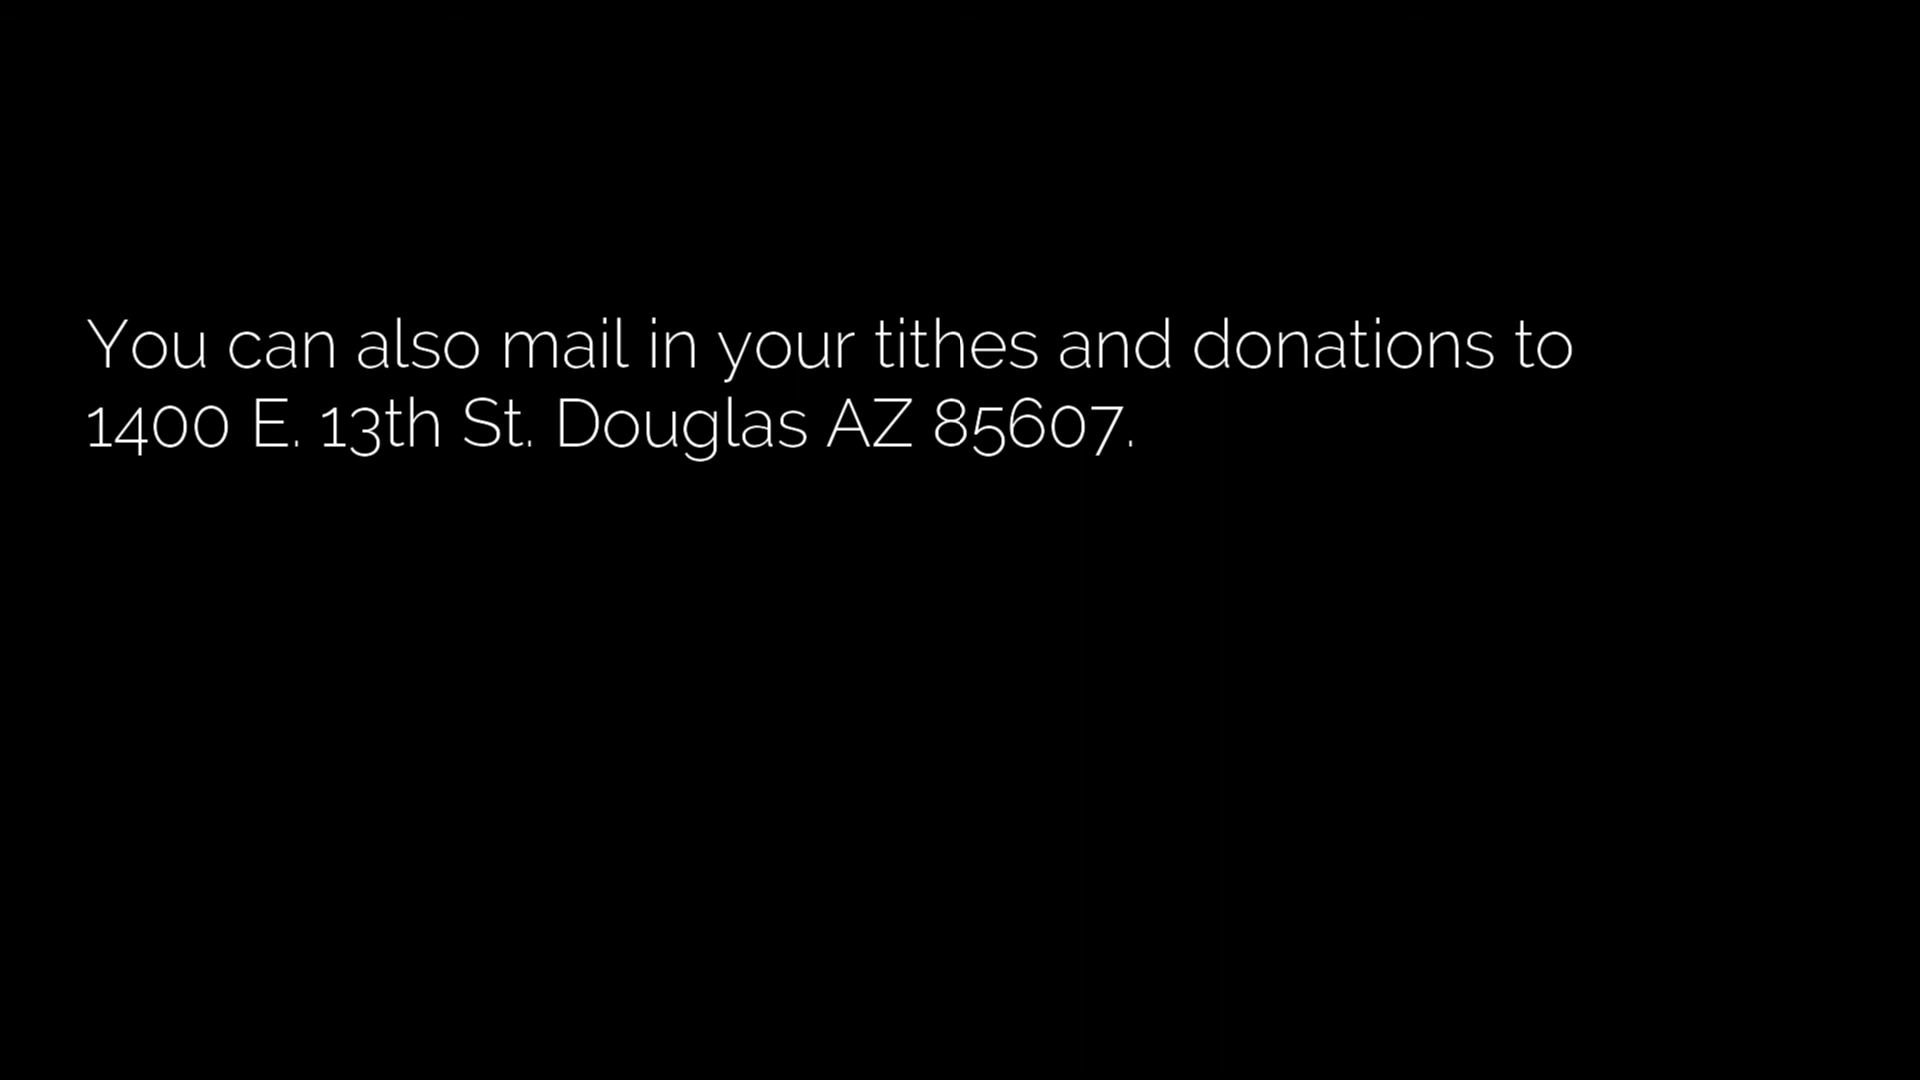 You can also mail in your tithes and donations to
1400 E. 13th St. Douglas AZ 85607.